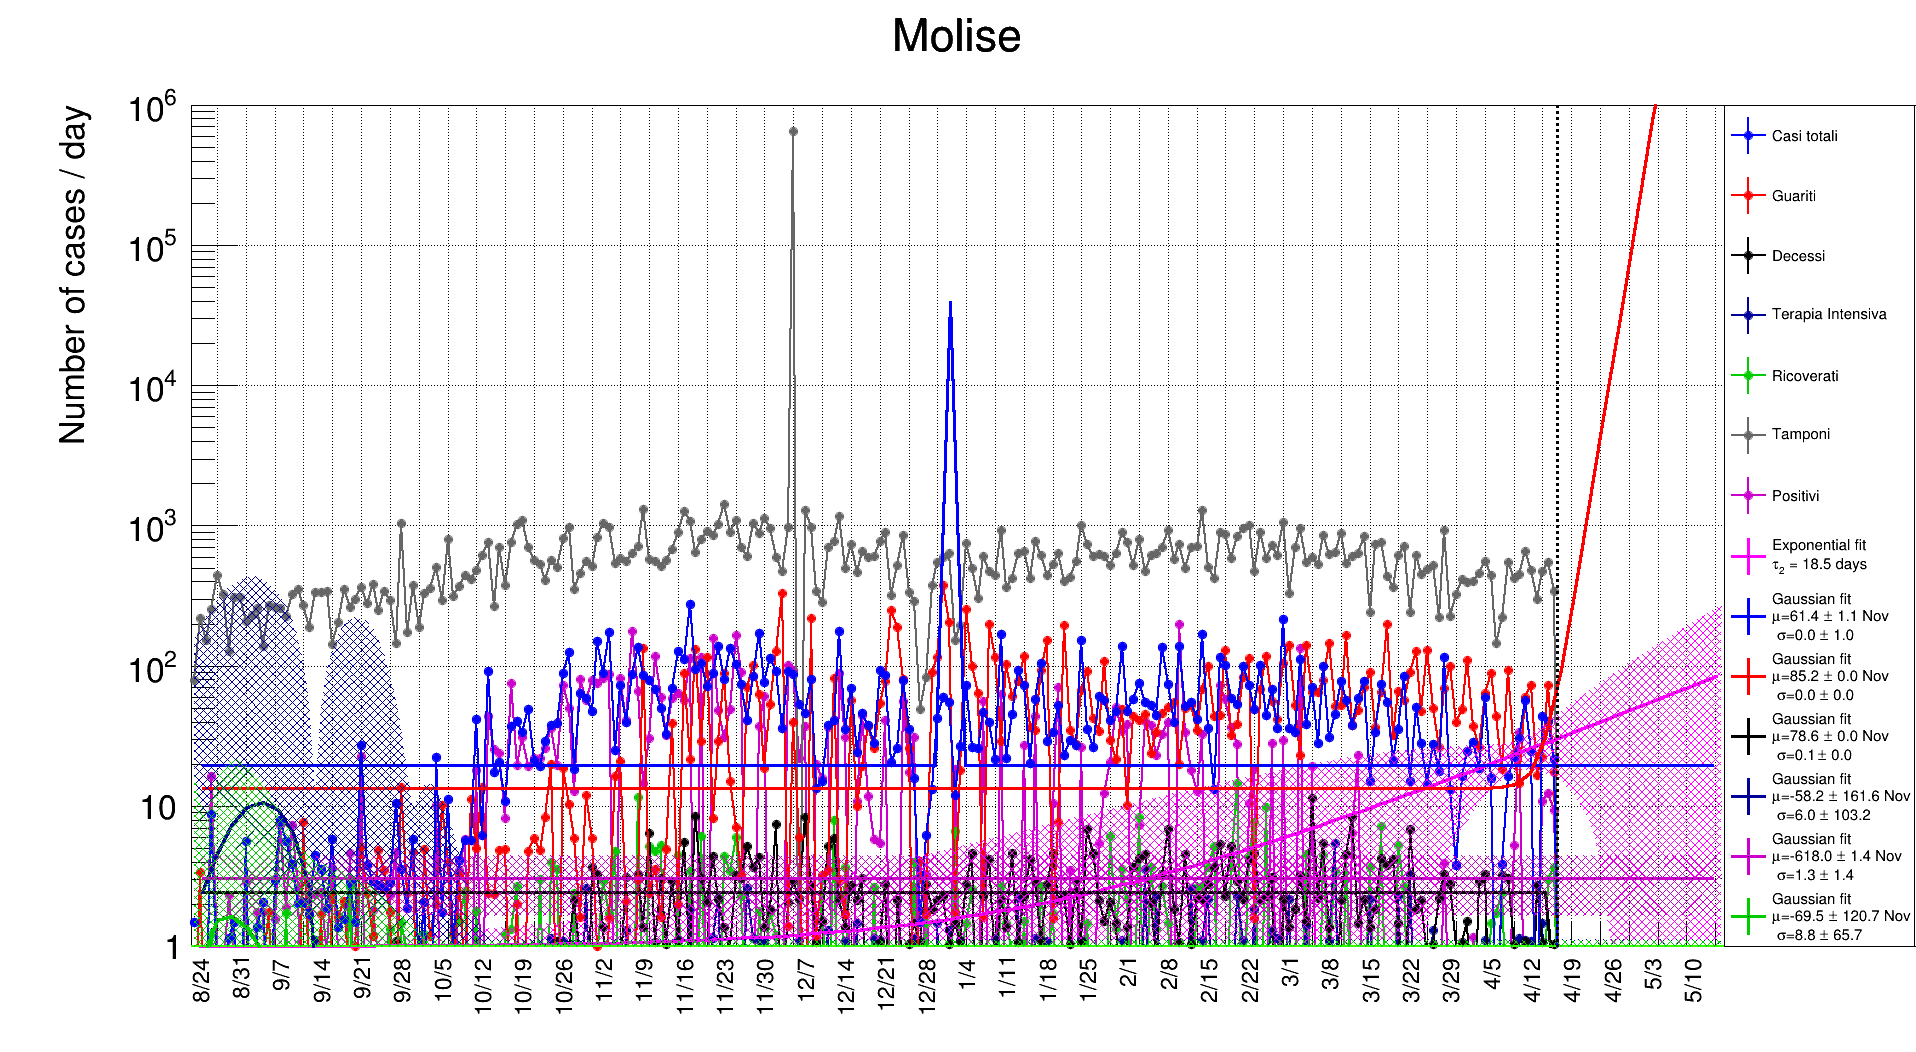 Molise
Number of cases / day
10^6
10^5
10^4
10^3
10^2
10
1
8/24 8/31 9/7 9/14 9/21 9/28 10/5 10/12 10/19 10/26 11/2 11/9 11/16 11/23 11/30 12/7 12/14 12/21 12/28 1/4 1/11 1/18 1/25 2/1 2/8 2/15 2/22 3/1 3/8 3/15 3/22 3/29 4/5 4/12 4/19 4/26 5/3 5/10
Casi totali
Guariti
Decessi
Terapia Intensiva
Ricoverati
Tamponi
Positivi
Exponential fit
τ₂ = 18.5 days
Gaussian fit
μ=61.4 ± 1.1 Nov
σ=0.0 ± 1.0
Gaussian fit
μ=85.2 ± 0.0 Nov
σ=0.0 ± 0.0
Gaussian fit
μ=78.6 ± 0.0 Nov
σ=0.1 ± 0.0
Gaussian fit
μ=-58.2 ± 161.6 Nov
σ=6.0 ± 103.2
Gaussian fit
μ=-618.0 ± 1.4 Nov
σ=1.3 ± 1.4
Gaussian fit
μ=-69.5 ± 120.7 Nov
σ=8.8 ± 65.7